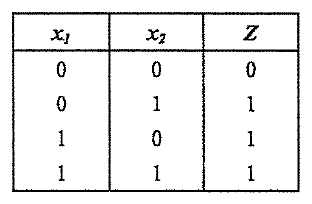 x₁ x₂ Z
0 0 0
0 1 1
1 0 1
1 1 1